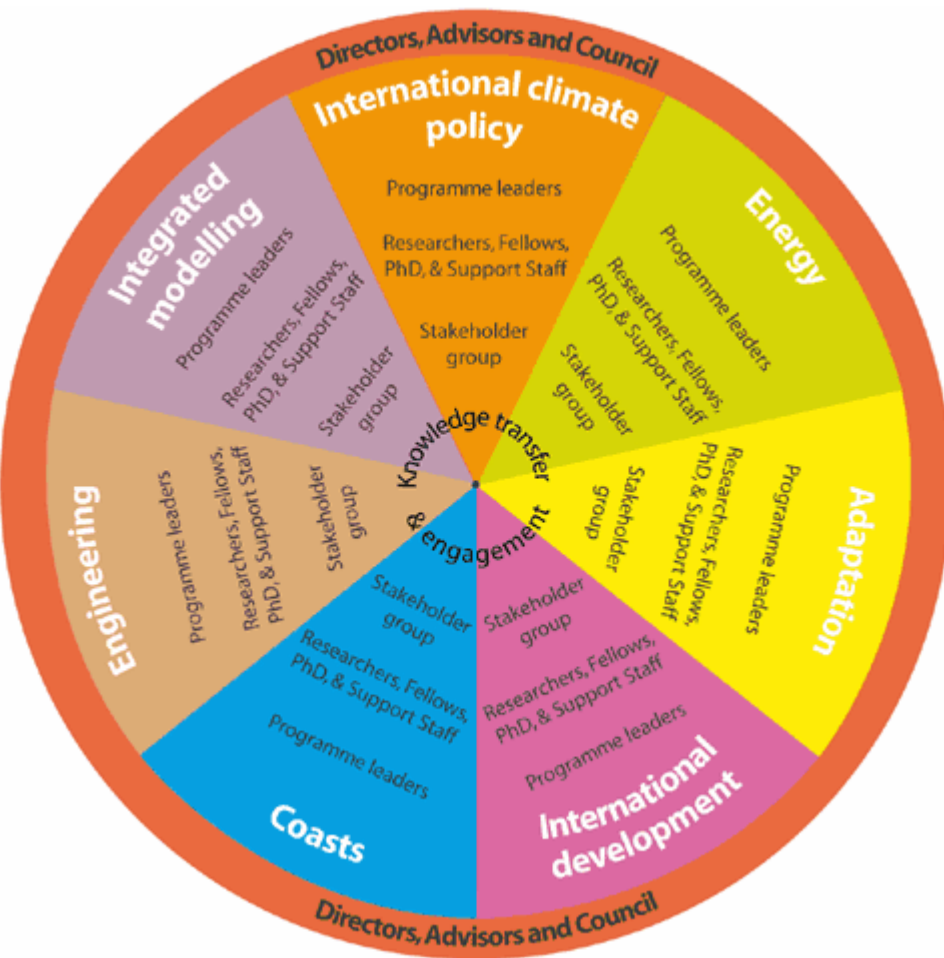 Directors, Advisors and Council
International climate
policy
Programme leaders
Researchers, Fellows,
PhD, & Support Staff
Stakeholder
group
Energy
Programme leaders
Researchers, Fellows,
PhD, & Support Staff
Stakeholder
group
Adaptation
Programme leaders
Researchers, Fellows,
PhD, & Support Staff
Stakeholder
group
International
development
Programme leaders
Researchers, Fellows,
PhD, & Support Staff
Stakeholder
group
Coasts
Programme leaders
Researchers, Fellows,
PhD, & Support Staff
Stakeholder
group
Engineering
Programme leaders
Researchers, Fellows,
PhD, & Support Staff
Stakeholder
group
Integrated
modelling
Programme leaders
Researchers, Fellows,
PhD, & Support Staff
Stakeholder
group
Knowledge transfer
& engagement
Directors, Advisors and Council